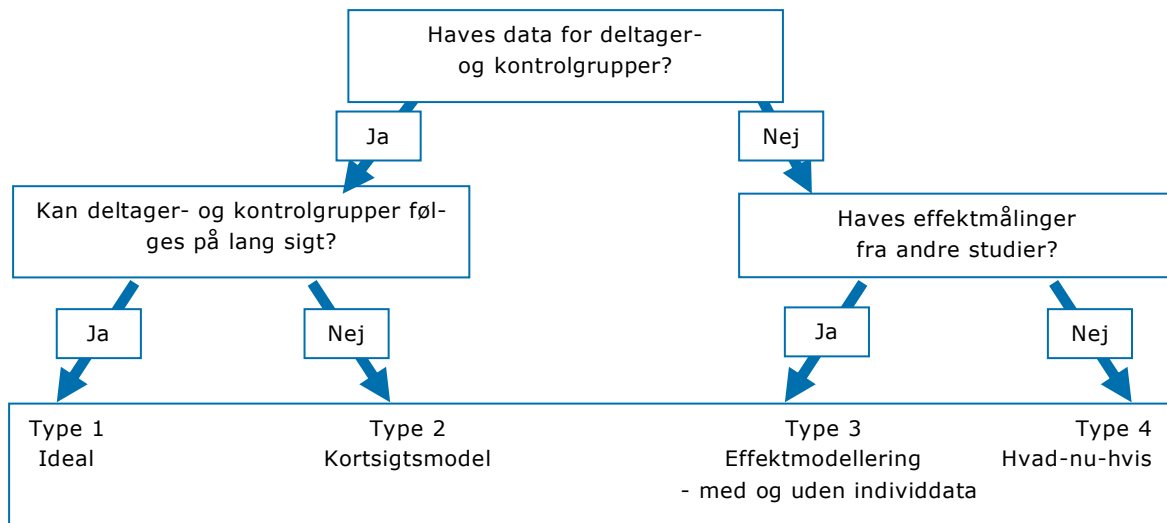 Haves data for deltager-
og kontrolgrupper?
Ja
Nej
Kan deltager- og kontrolgrupper føl-
ges på lang sigt?
Haves effektmålinger
fra andre studier?
Ja
Nej
Ja
Nej
Type 1
Ideal
Type 2
Kortsigtsmodel
Type 3
Effektmodellering
- med og uden individdata
Type 4
Hvad-nu-hvis